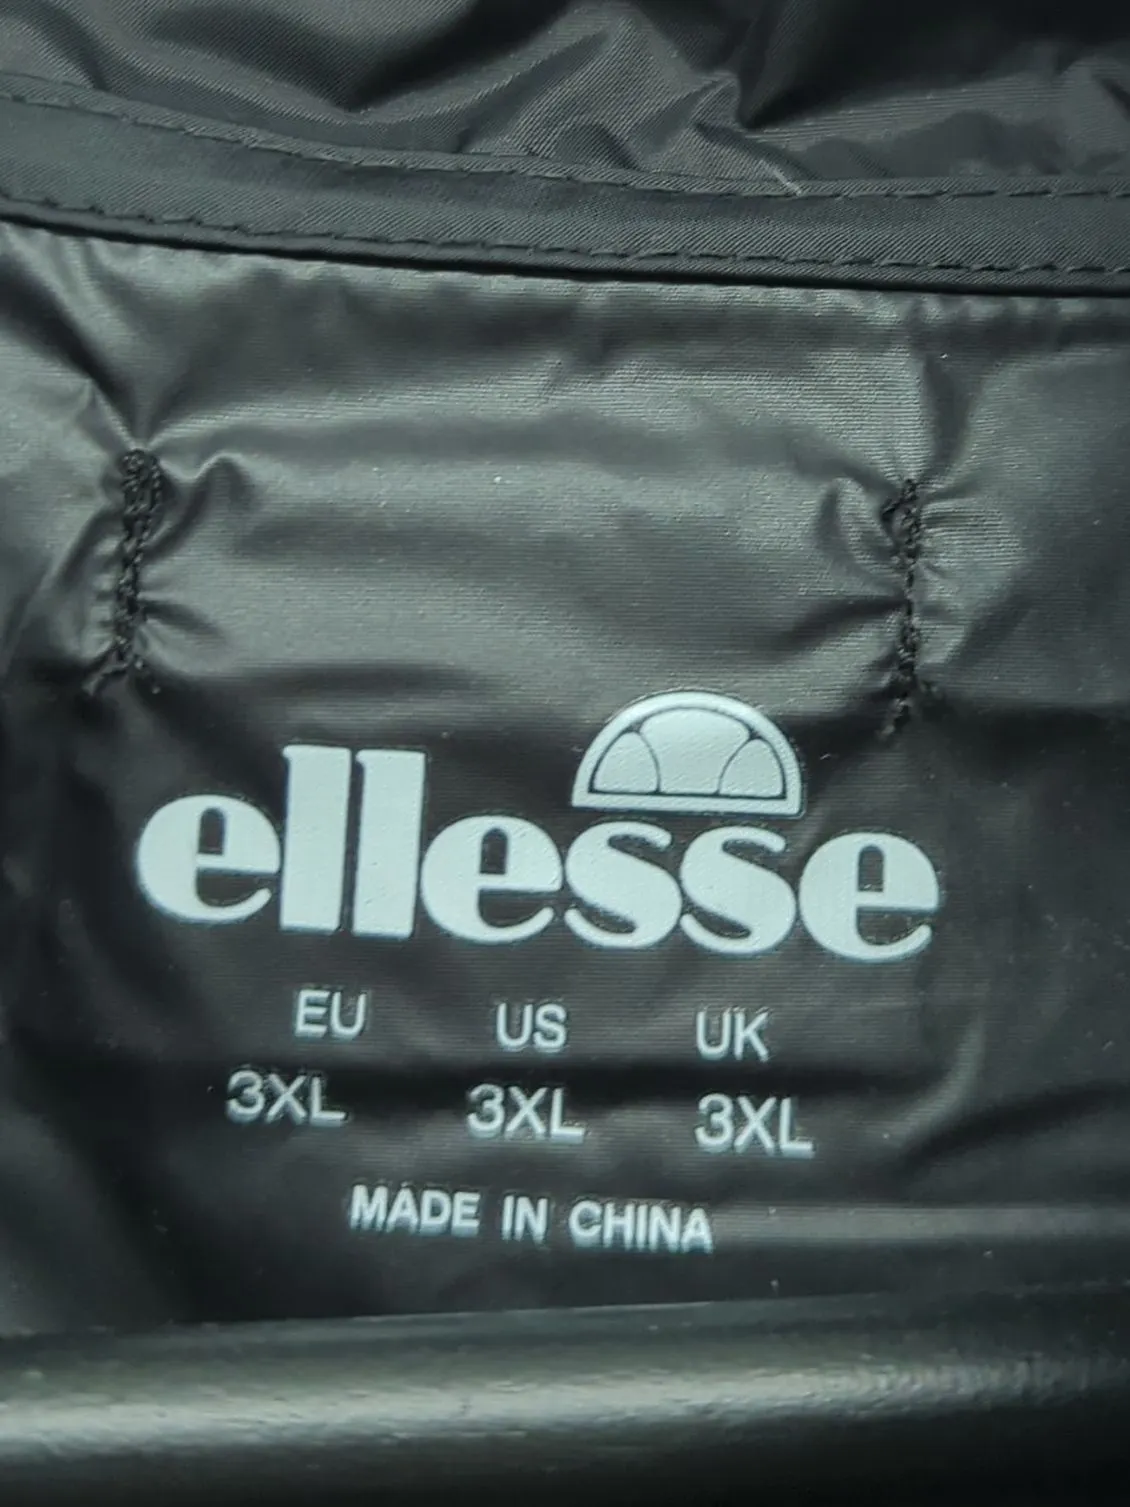 ellesse
EU US UK
3XL 3XL 3XL
MADE IN CHINA